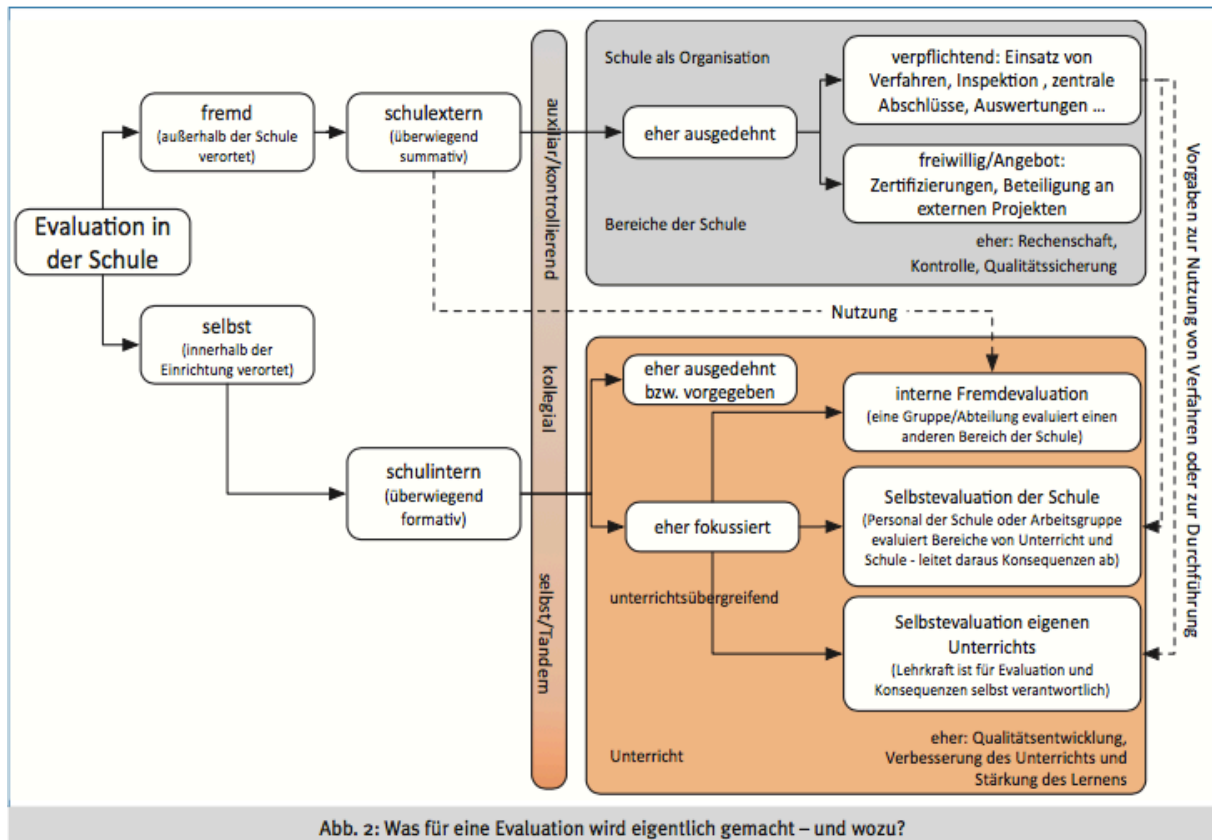 Evaluation in
der Schule
fremd
(außerhalb der Schule
verortet)
selbst
(innerhalb der
Einrichtung verortet)
schulextern
(überwiegend
summativ)
schulintern
(überwiegend
formativ)
auxiliar/kontrollierend
kollegial
selbst/Tandem
Schule als Organisation
eher ausgedehnt
verpflichtend: Einsatz von
Verfahren, Inspektion , zentrale
Abschlüsse, Auswertungen ...
freiwillig/Angebot:
Zertifizierungen, Beteiligung an
externen Projekten
Bereiche der Schule
eher: Rechenschaft,
Kontrolle, Qualitätssicherung
Nutzung
eher ausgedehnt
bzw. vorgegeben
eher fokussiert
interne Fremdevaluation
(eine Gruppe/Abteilung evaluiert einen
anderen Bereich der Schule)
Selbstevaluation der Schule
(Personal der Schule oder Arbeitsgruppe
evaluiert Bereiche von Unterricht und
Schule - leitet daraus Konsequenzen ab)
unterrichtsübergreifend
Selbstevaluation eigenen
Unterrichts
(Lehrkraft ist für Evaluation und
Konsequenzen selbst verantwortlich)
Unterricht
eher: Qualitätsentwicklung,
Verbesserung des Unterrichts und
Stärkung des Lernens
Vorgaben zur Nutzung von Verfahren oder zur Durchführung
Abb. 2: Was für eine Evaluation wird eigentlich gemacht – und wozu?